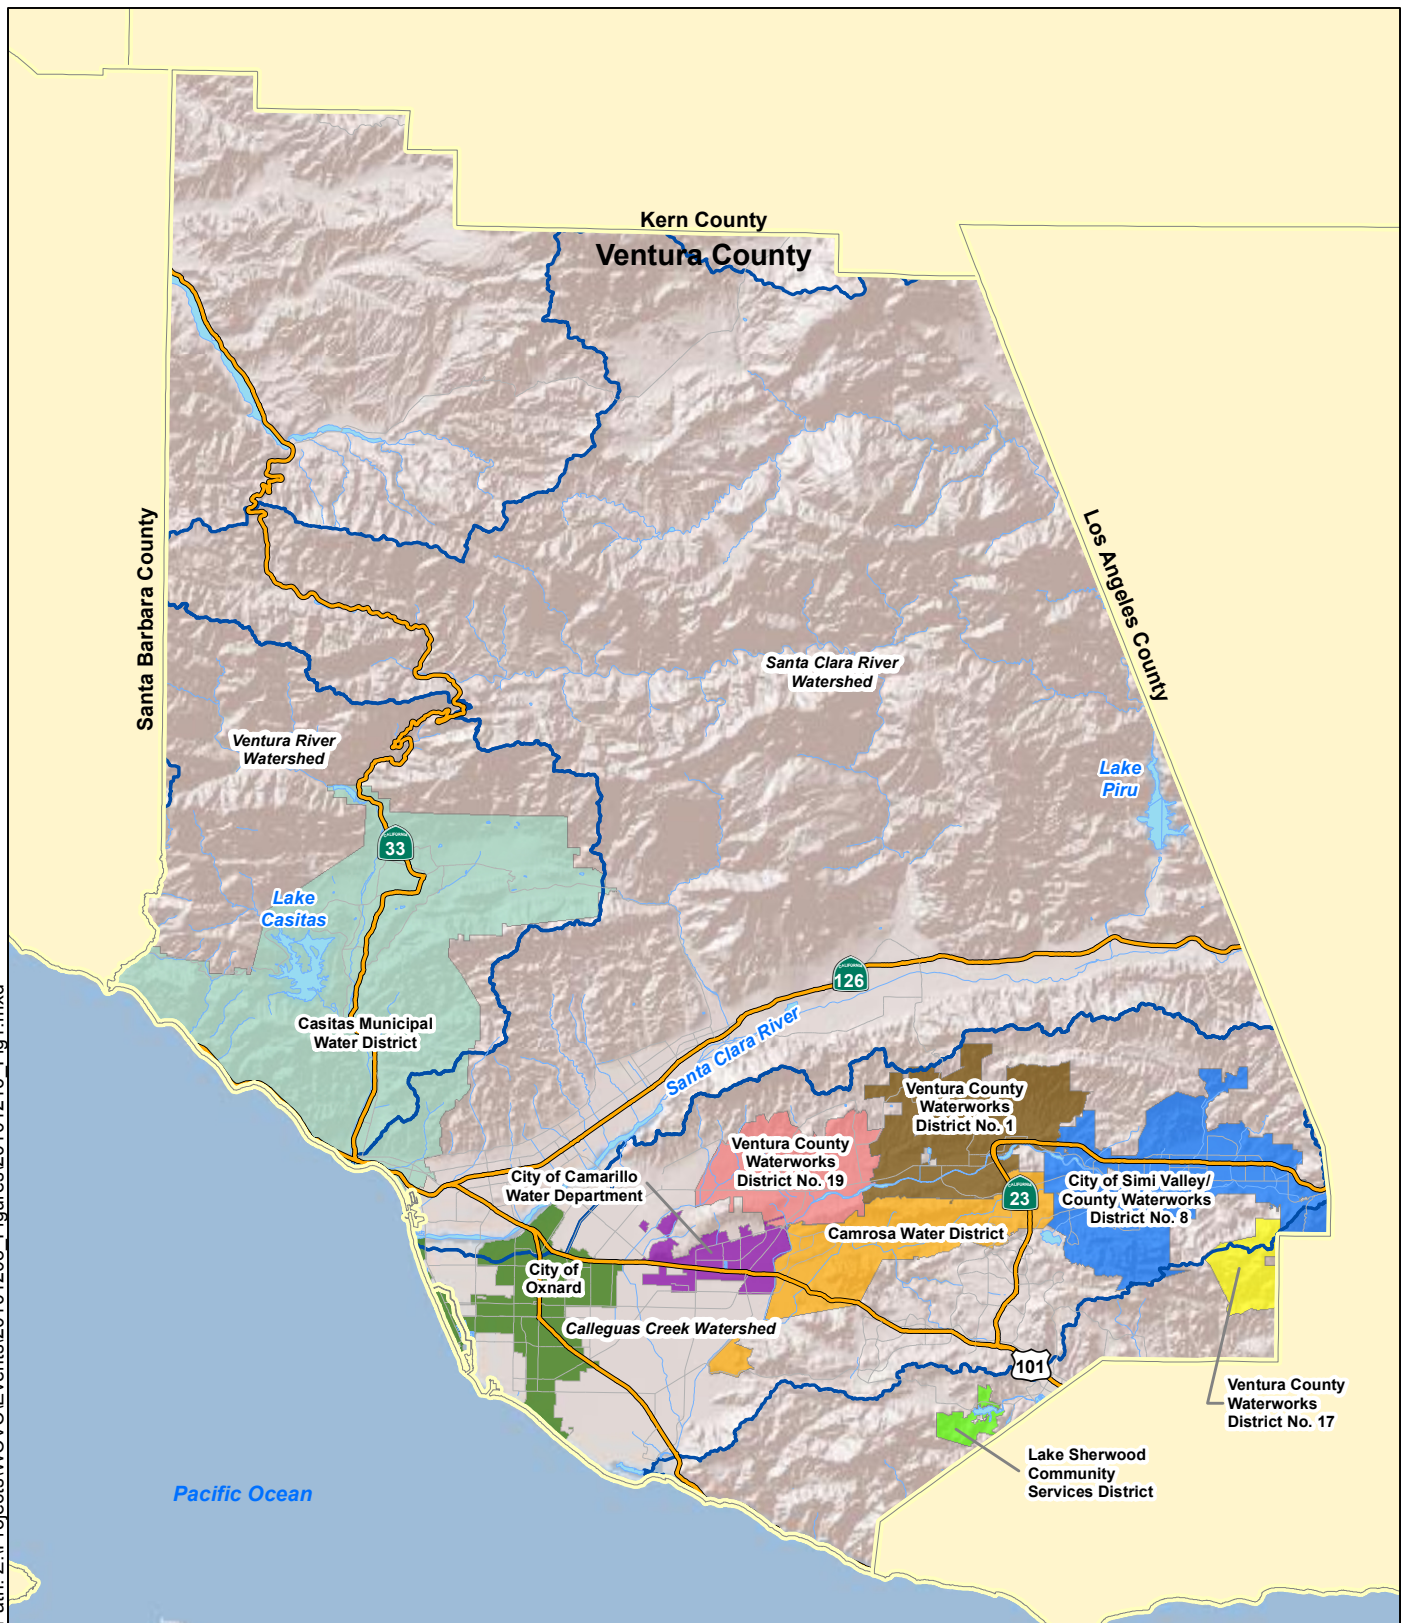 Kern County
Ventura County
Santa Barbara County
Los Angeles County
Santa Clara River
Watershed
Ventura River
Watershed
Lake
Piru
CALIFORNIA
33
Lake
Casitas
CALIFORNIA
126
Santa Clara River
Casitas Municipal
Water District
Ventura County
Waterworks
District No. 1
Ventura County
Waterworks
District No. 19
City of Camarillo
Water Department
CALIFORNIA
23
City of Simi Valley/
County Waterworks
District No. 8
Camrosa Water District
City of
Oxnard
Calleguas Creek Watershed
101
Ventura County
Waterworks
District No. 17
Lake Sherwood
Community
Services District
Pacific Ocean